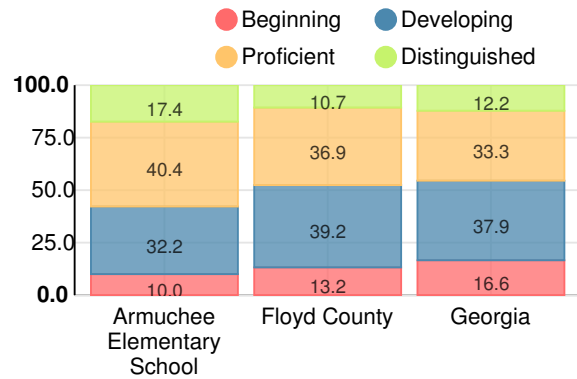 Beginning Developing
Proficient Distinguished
100.0
75.0
50.0
25.0
0.0
17.4 10.7 12.2
40.4 36.9 33.3
32.2 39.2 37.9
10.0 13.2 16.6
Armuchee Floyd County Georgia
Elementary
School